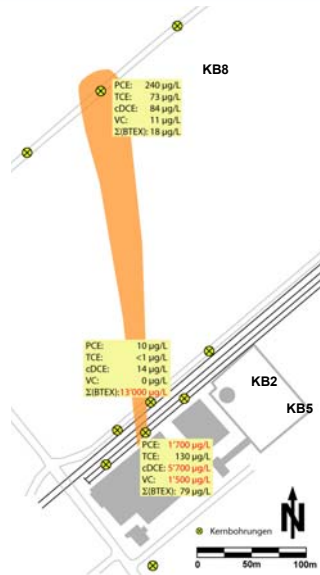 KB8
PCE: 240 µg/L
TCE: 73 µg/L
cDCE: 84 µg/L
VC: 11 µg/L
Σ(BTEX): 18 µg/L
PCE: 10 µg/L
TCE: <1 µg/L
cDCE: 14 µg/L
VC: 0 µg/L
Σ(BTEX): 13'000 µg/L
KB2
KB5
PCE: 1'700 µg/L
TCE: 130 µg/L
cDCE: 5'700 µg/L
VC: 1'500 µg/L
Σ(BTEX): 79 µg/L
Kernbohrungen
N
0 50m 100m